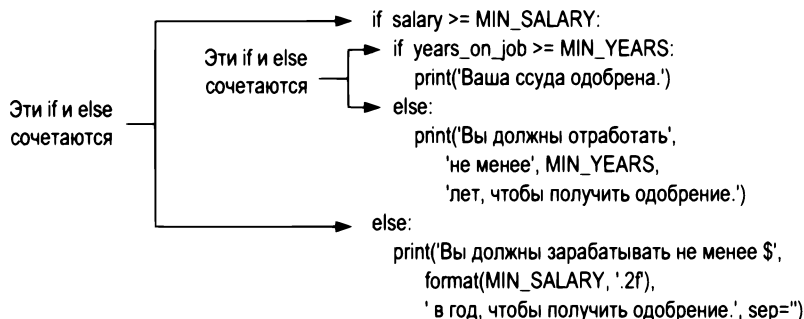 if salary >= MIN_SALARY:
Эти if и else
сочетаются
if years_on_job >= MIN_YEARS:
print('Ваша ссуда одобрена.')
Эти if и else
сочетаются
else:
print('Вы должны отработать',
'не менее', MIN_YEARS,
'лет, чтобы получить одобрение.')
else:
print('Вы должны зарабатывать не менее $',
format(MIN_SALARY, '.2f'),
' в год, чтобы получить одобрение.', sep='')